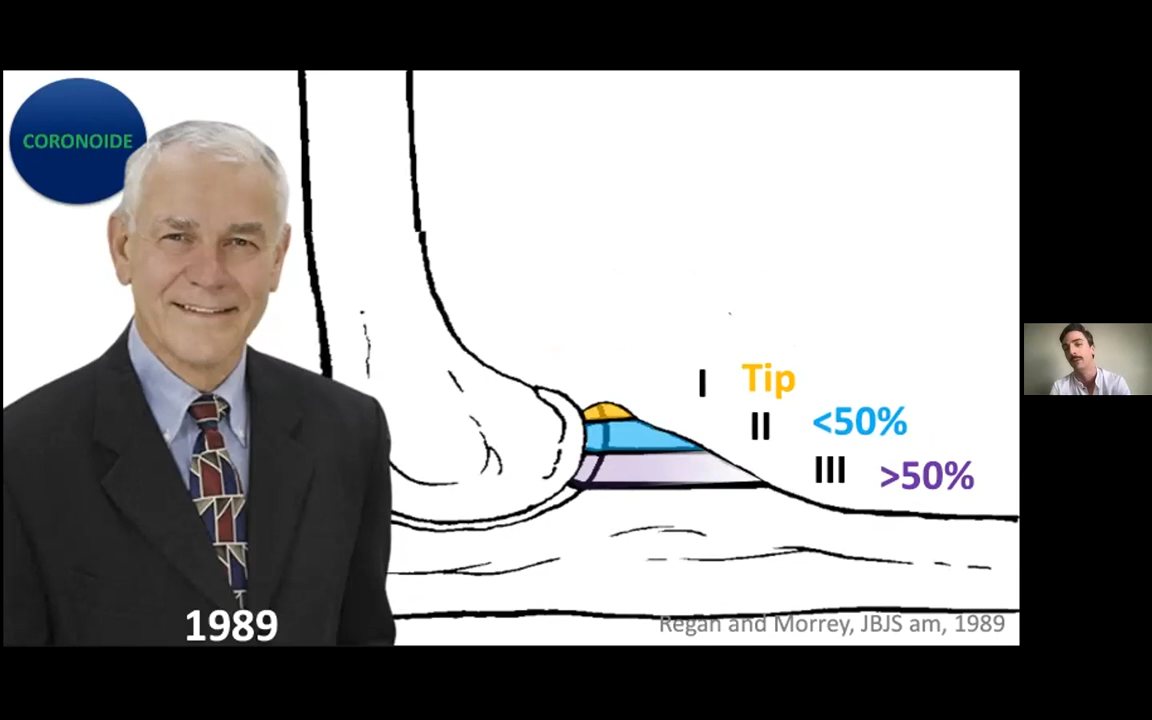 CORONOIDE
I Tip
II <50%
III >50%
1989
Regan and Morrey, JBJS am, 1989